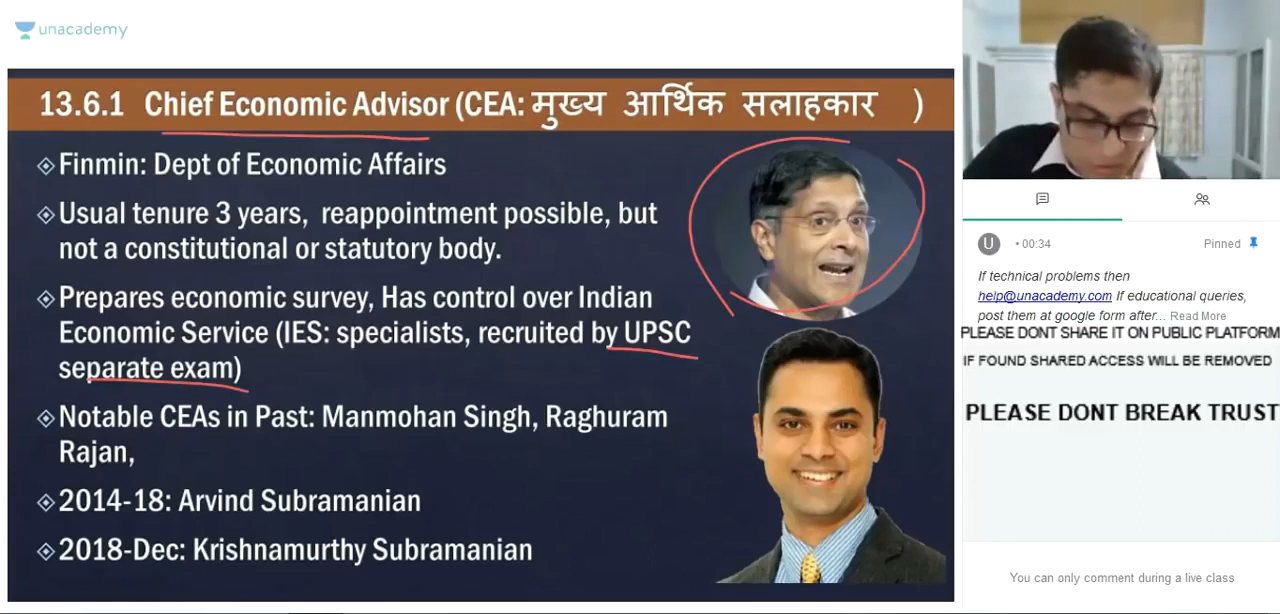 unacademy
13.6.1 Chief Economic Advisor (CEA: मुख्य आर्थिक सलाहकार )
Finmin: Dept of Economic Affairs
Usual tenure 3 years, reappointment possible, but
not a constitutional or statutory body.
Prepares economic survey, Has control over Indian
Economic Service (IES: specialists, recruited by UPSC
separate exam)
Notable CEAs in Past: Manmohan Singh, Raghuram
Rajan,
2014-18: Arvind Subramanian
2018-Dec: Krishnamurthy Subramanian
U • 00:34 Pinned
If technical problems then
help@unacademy.com If educational queries,
post them at google form after... Read More
PLEASE DONT SHARE IT ON PUBLIC PLATFORM
IF FOUND SHARED ACCESS WILL BE REMOVED
PLEASE DONT BREAK TRUST
You can only comment during a live class